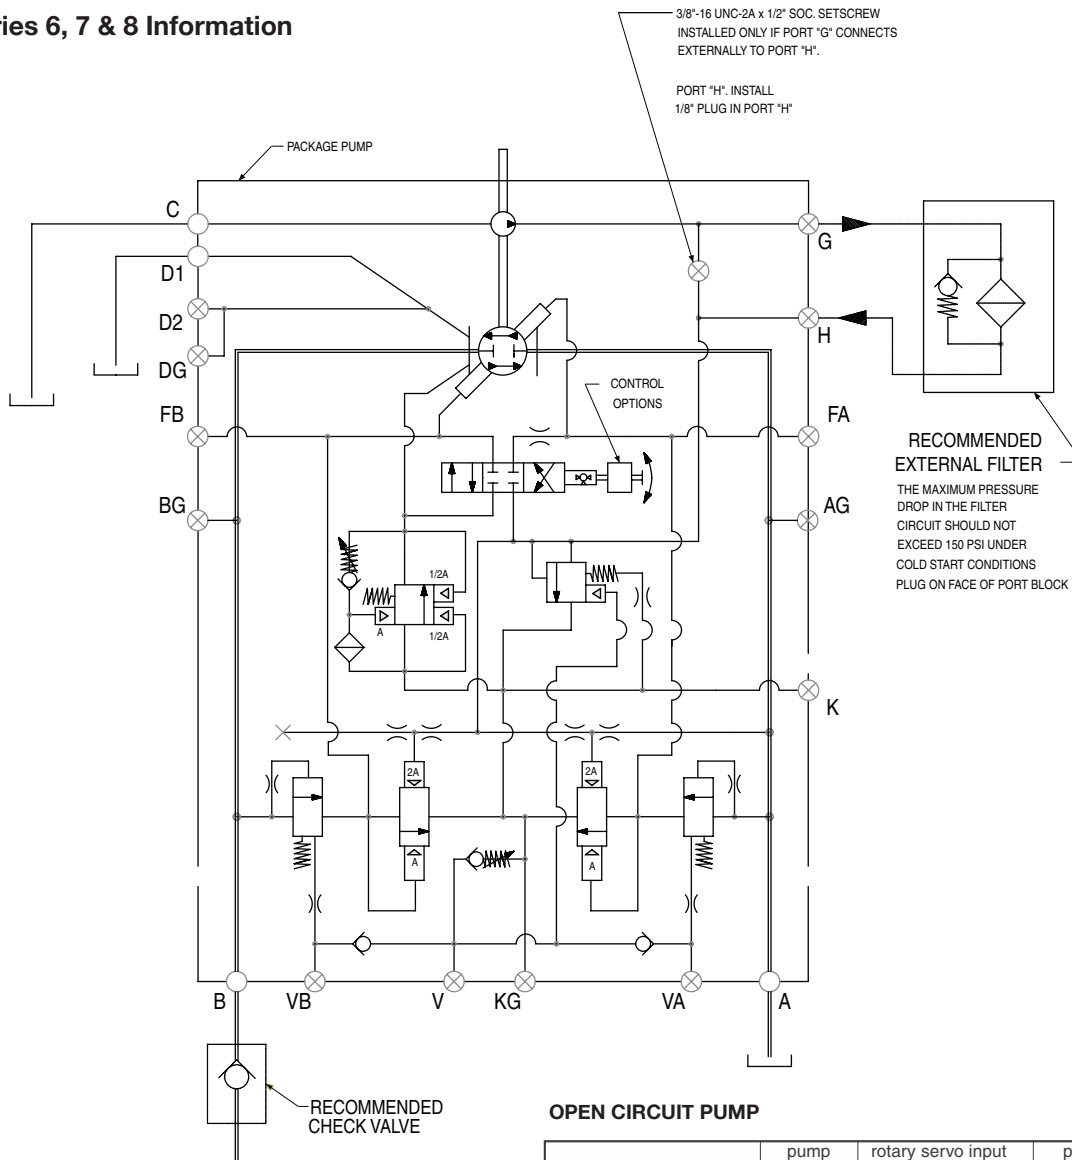 ries 6, 7 & 8 Information
3/8"-16 UNC-2A x 1/2" SOC. SETSCREW
INSTALLED ONLY IF PORT "G" CONNECTS
EXTERNALLY TO PORT "H".
PORT "H". INSTALL
1/8" PLUG IN PORT "H"
PACKAGE PUMP
C
G
D1
D2
H
DG
CONTROL
OPTIONS
FB
FA
RECOMMENDED
EXTERNAL FILTER
THE MAXIMUM PRESSURE
DROP IN THE FILTER
CIRCUIT SHOULD NOT
EXCEED 150 PSI UNDER
COLD START CONDITIONS
PLUG ON FACE OF PORT BLOCK
BG
AG
1/2A
A
1/2A
K
2A
2A
A
A
B
VB
V
KG
VA
A
RECOMMENDED
CHECK VALVE
OPEN CIRCUIT PUMP
pump
rotary servo input
p